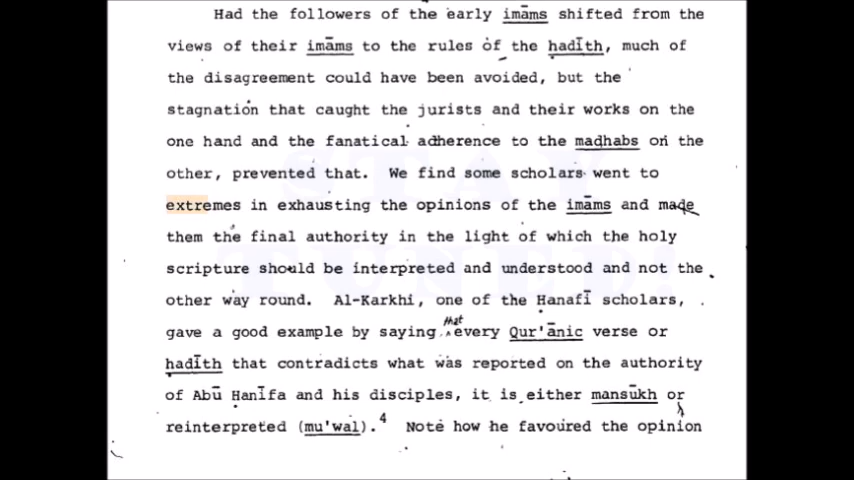 Had the followers of the early imāms shifted from the
views of their imāms to the rules of the ḥadīth, much of
the disagreement could have been avoided, but the
stagnation that caught the jurists and their works on the
one hand and the fanatical adherence to the madhabs on the
other, prevented that. We find some scholars went to
extremes in exhausting the opinions of the imāms and made
them the final authority in the light of which the holy
scripture should be interpreted and understood and not the
other way round. Al-Karkhi, one of the Ḥanafī scholars,
gave a good example by saying that every Qur'ānic verse or
ḥadīth that contradicts what was reported on the authority
of Abū Ḥanīfa and his disciples, it is either mansūkh or
reinterpreted (mu'wal).4 Note how he favoured the opinion
STAY
TUNED!